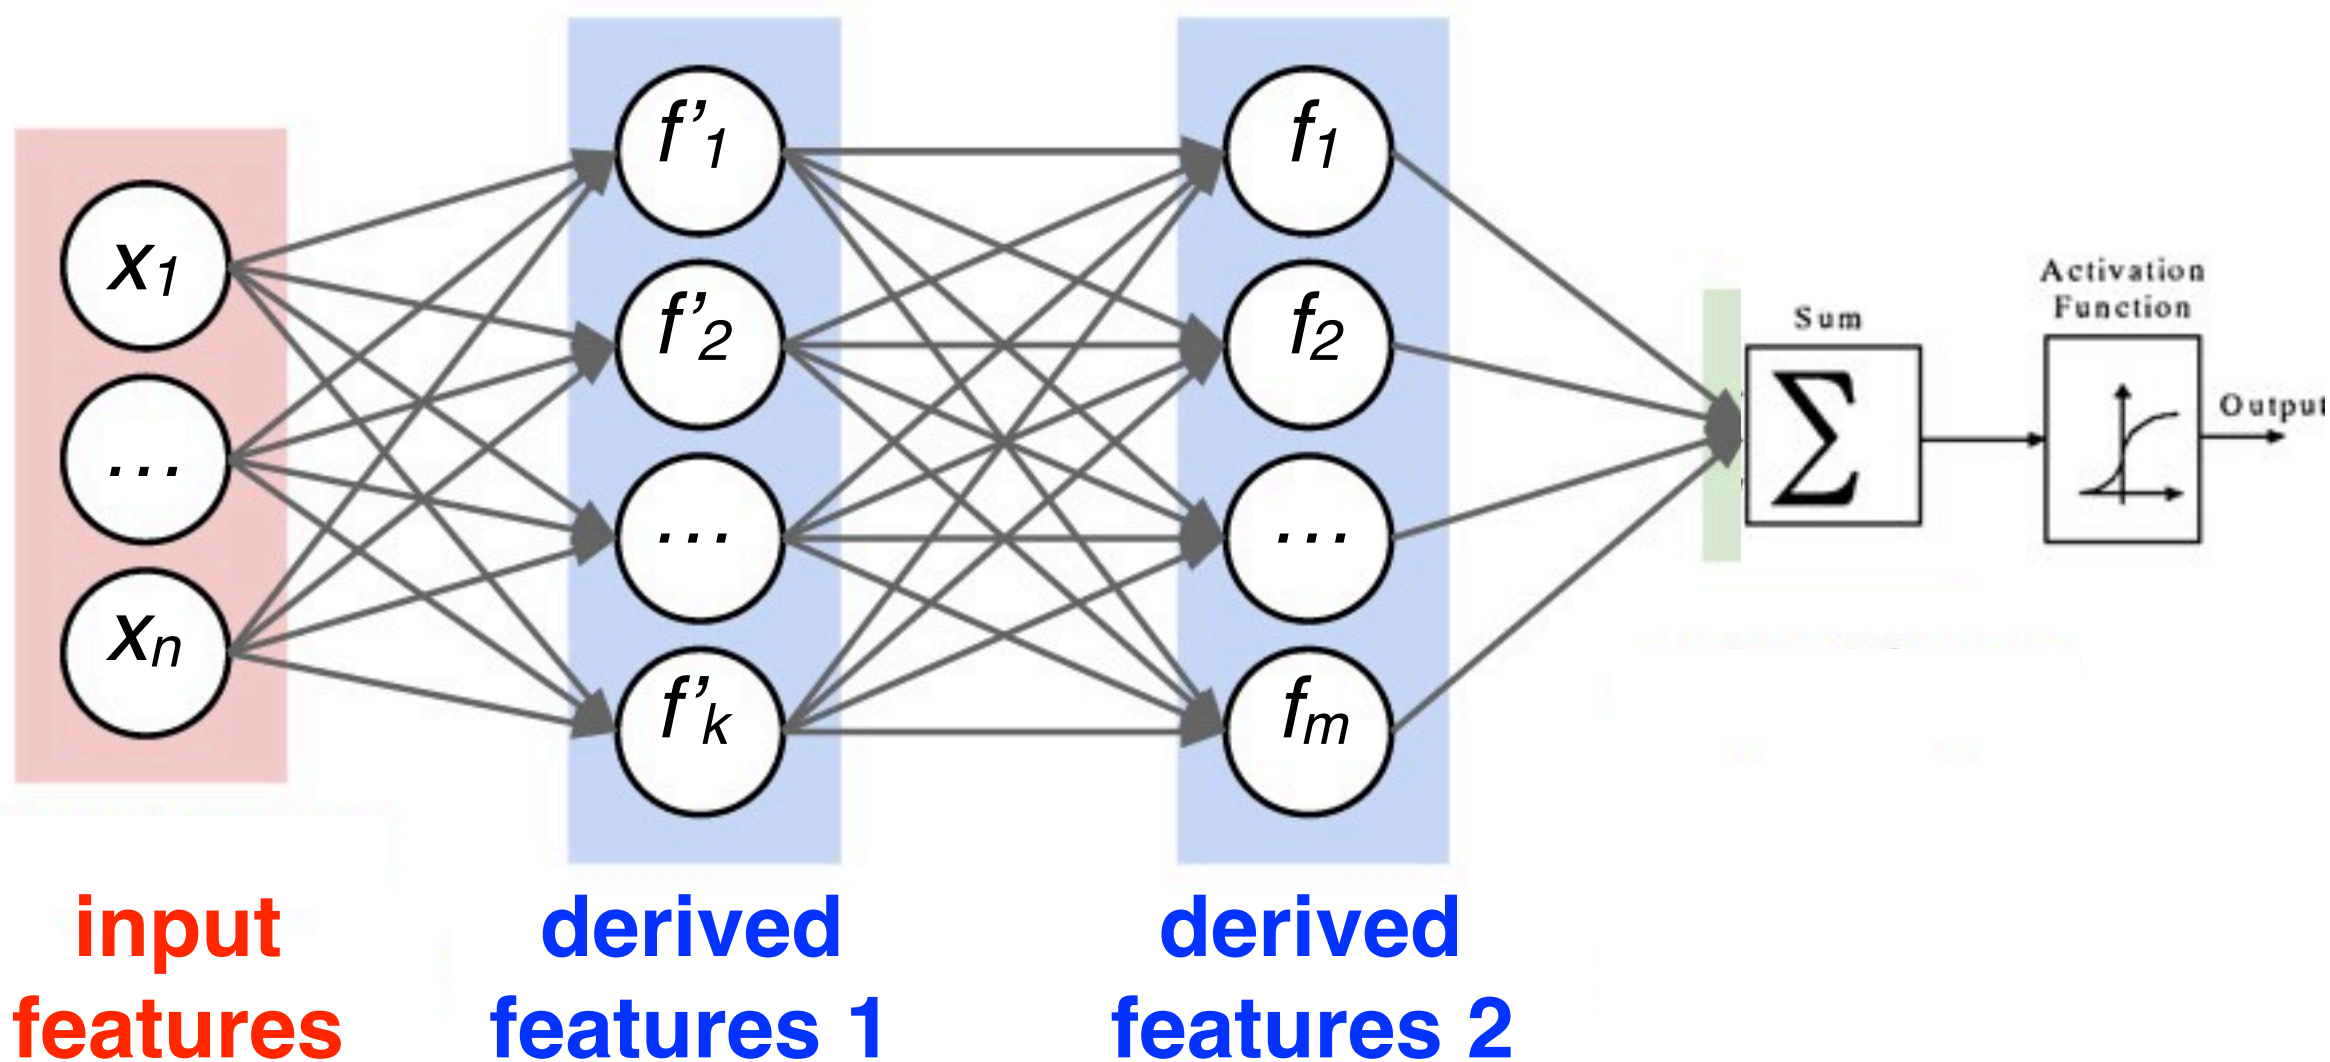 x1
...
xn
f'1
f'2
...
f'k
f1
f2
...
fm
Sum
Σ
Activation
Function
Output
input
features
derived
features 1
derived
features 2